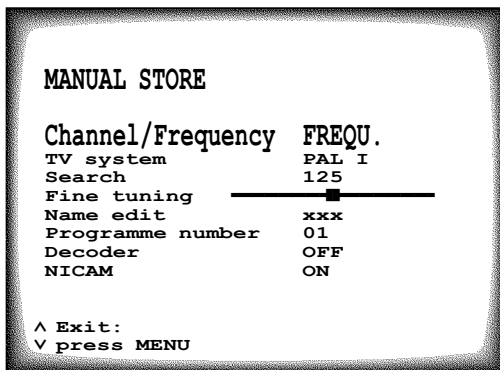 MANUAL STORE
Channel/Frequency FREQU.
TV system PAL I
Search 125
Fine tuning
Name edit xxx
Programme number 01
Decoder OFF
NICAM ON
∧ Exit:
∨ press MENU